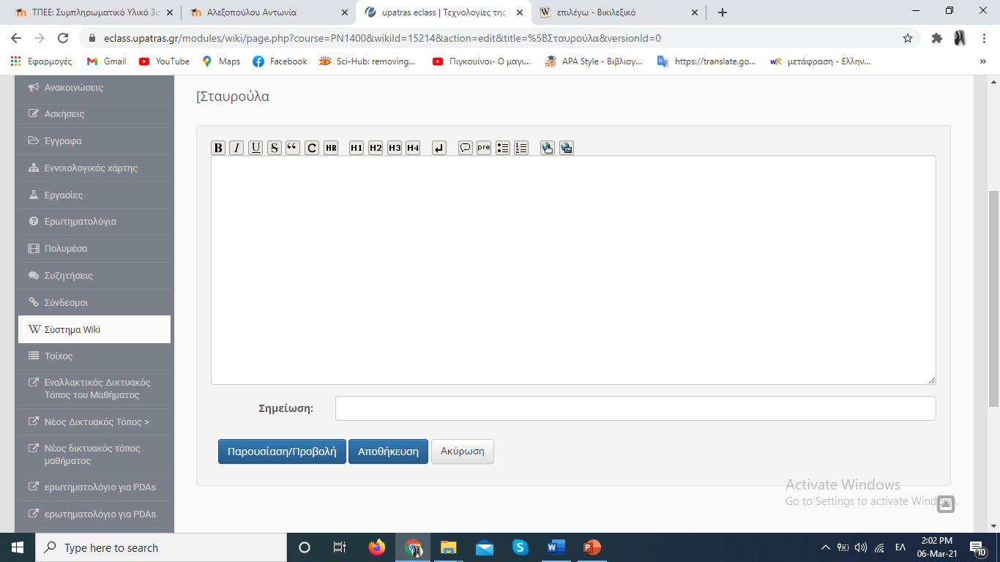 ΤΠΕΕ: Συμπληρωματικό Υλικό 3ο
Αλεξοπούλου Αντωνία
upatras eclass | Τεχνολογίες της
επιλέγω - Βικιλεξικό
eclass.upatras.gr/modules/wiki/page.php?course=PN1400&wikiId=15214&action=edit&title=%5BΣταυρούλα&versionId=0
Εφαρμογές
Gmail
YouTube
Maps
Facebook
Sci-Hub: removing...
Πιγκουίνοι- Ο μαγι...
APA Style - Βιβλιογ...
https://translate.go...
μετάφραση - Ελλην...
»
Ανακοινώσεις
Ασκήσεις
Έγγραφα
Εννοιολογικός χάρτης
Εργασίες
Ερωτηματολόγια
Πολυμέσα
Συζητήσεις
Σύνδεσμοι
Σύστημα Wiki
Τοίχος
Εναλλακτικός Δικτυακός
Τόπος του Μαθήματος
Νέος Δικτυακός Τόπος >
Νέος δικτυακός τόπος
μαθήματος
ερωτηματολόγιο για PDAs
ερωτηματολόγιο για PDAs
[Σταυρούλα
B I U S “ C HR H1 H2 H3 H4 pre
Σημείωση:
Παρουσίαση/Προβολή
Αποθήκευση
Ακύρωση
Activate Windows
Go to Settings to activate Windows.
Type here to search
ΕΛ
2:02 PM
06-Mar-21
10